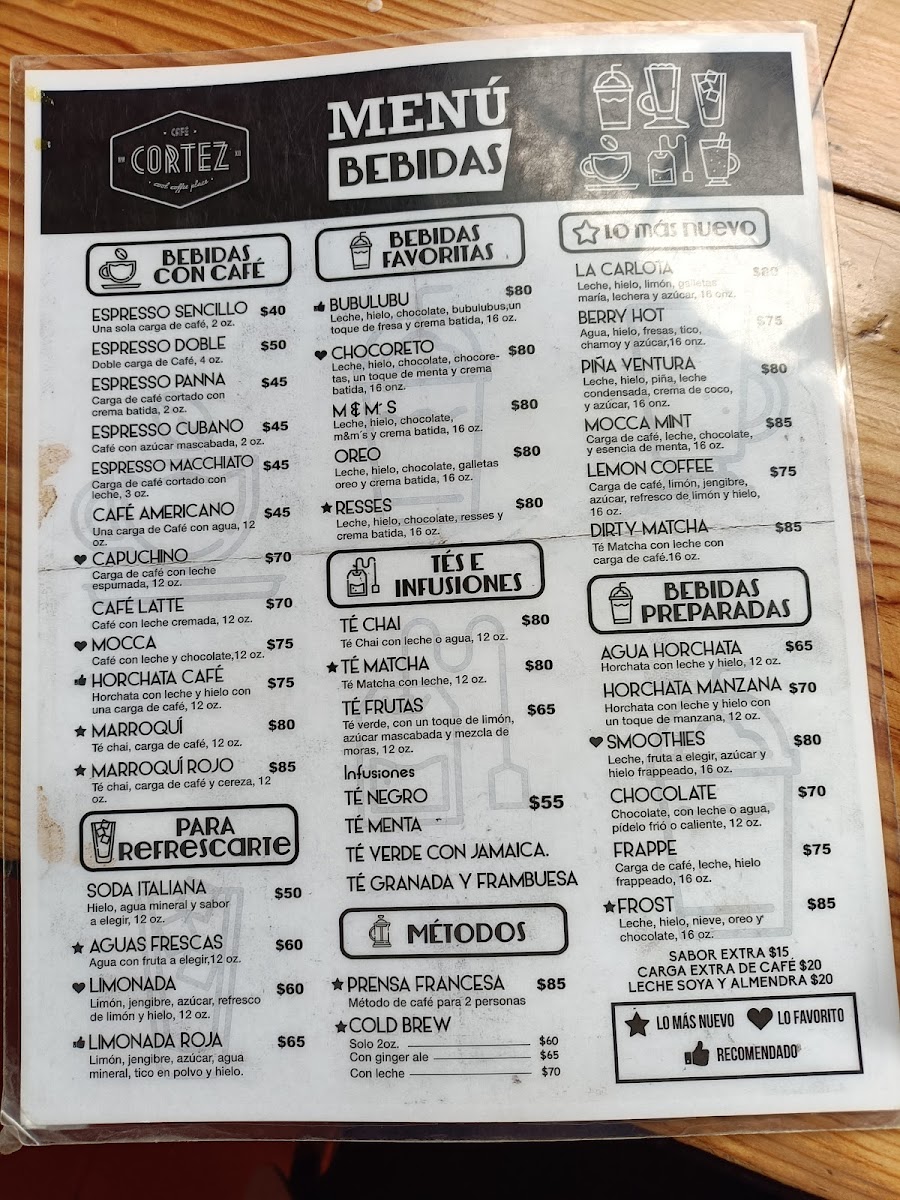 CAFÉ
CORTEZ
cool coffee place
MENÚ
BEBIDAS
BEBIDAS
CON CAFÉ
ESPRESSO SENCILLO $40
Una sola carga de café, 2 oz.
ESPRESSO DOBLE $50
Doble carga de Café, 4 oz.
ESPRESSO PANNA $45
Carga de café cortado con
crema batida, 2 oz.
ESPRESSO CUBANO $45
Café con azúcar mascabada, 2 oz.
ESPRESSO MACCHIATO $45
Carga de café cortado con
leche, 3 oz.
CAFÉ AMERICANO $45
Una carga de Café con agua, 12
oz.
CAPUCHINO $70
Carga de café con leche
espumada, 12 oz.
CAFÉ LATTE $70
Café con leche cremada, 12 oz.
MOCCA $75
Café con leche y chocolate,12 oz.
HORCHATA CAFÉ $75
Horchata con leche y hielo con
una carga de café, 12 oz.
MARROQUÍ $80
Té chai, carga de café, 12 oz.
MARROQUÍ ROJO $85
Té chai, carga de café y cereza, 12
oz.
PARA
REFRESCARTE
SODA ITALIANA $50
Hielo, agua mineral y sabor
a elegir, 12 oz.
AGUAS FRESCAS $60
Agua con fruta a elegir,12 oz.
LIMONADA $60
Limón, jengibre, azúcar, refresco
de limón y hielo, 12 oz.
LIMONADA ROJA $65
Limón, jengibre, azúcar, agua
mineral, tico en polvo y hielo.
BEBIDAS
FAVORITAS
BUBULUBU $80
Leche, hielo, chocolate, bubulubus,un
toque de fresa y crema batida, 16 oz.
CHOCORETO $80
Leche, hielo, chocolate, chocore-
tas, un toque de menta y crema
batida, 16 onz.
M & M´S $80
Leche, hielo, chocolate,
m&m´s y crema batida, 16 oz.
OREO $80
Leche, hielo, chocolate, galletas
oreo y crema batida, 16 oz.
RESSES $80
Leche, hielo, chocolate, resses y
crema batida, 16 oz.
TÉS E
INFUSIONES
TÉ CHAI $80
Té Chai con leche o agua, 12 oz.
TÉ MATCHA $80
Té Matcha con leche, 12 oz.
TÉ FRUTAS $65
Té verde, con un toque de limón,
azúcar mascabada y mezcla de
moras, 12 oz.
Infusiones
TÉ NEGRO $55
TÉ MENTA
TÉ VERDE CON JAMAICA.
TÉ GRANADA Y FRAMBUESA
MÉTODOS
PRENSA FRANCESA $85
Método de café para 2 personas
COLD BREW
Solo 2oz. $60
Con ginger ale $65
Con leche $70
LO MÁS NUEVO
LA CARLOTA $80
Leche, hielo, limón, galletas
maría, lechera y azúcar, 16 onz.
BERRY HOT $75
Agua, hielo, fresas, tico,
chamoy y azúcar,16 onz.
PIÑA VENTURA $80
Leche, hielo, piña, leche
condensada, crema de coco,
y azúcar, 16 onz.
MOCCA MINT $85
Carga de café, leche, chocolate,
y esencia de menta, 16 oz.
LEMON COFFEE $75
Carga de café, limón, jengibre,
azúcar, refresco de limón y hielo,
16 oz.
DIRTY MATCHA $85
Té Matcha con leche con
carga de café.16 oz.
BEBIDAS
PREPARADAS
AGUA HORCHATA $65
Horchata con leche y hielo, 12 oz.
HORCHATA MANZANA $70
Horchata con leche y hielo con
un toque de manzana, 12 oz.
SMOOTHIES $80
Leche, fruta a elegir, azúcar y
hielo frappeado, 16 oz.
CHOCOLATE $70
Chocolate, con leche o agua,
pídelo frió o caliente, 12 oz.
FRAPPE $75
Carga de café, leche, hielo
frappeado, 16 oz.
FROST $85
Leche, hielo, nieve, oreo y
chocolate, 16 oz.
SABOR EXTRA $15
CARGA EXTRA DE CAFÉ $20
LECHE SOYA Y ALMENDRA $20
LO MÁS NUEVO LO FAVORITO
RECOMENDADO